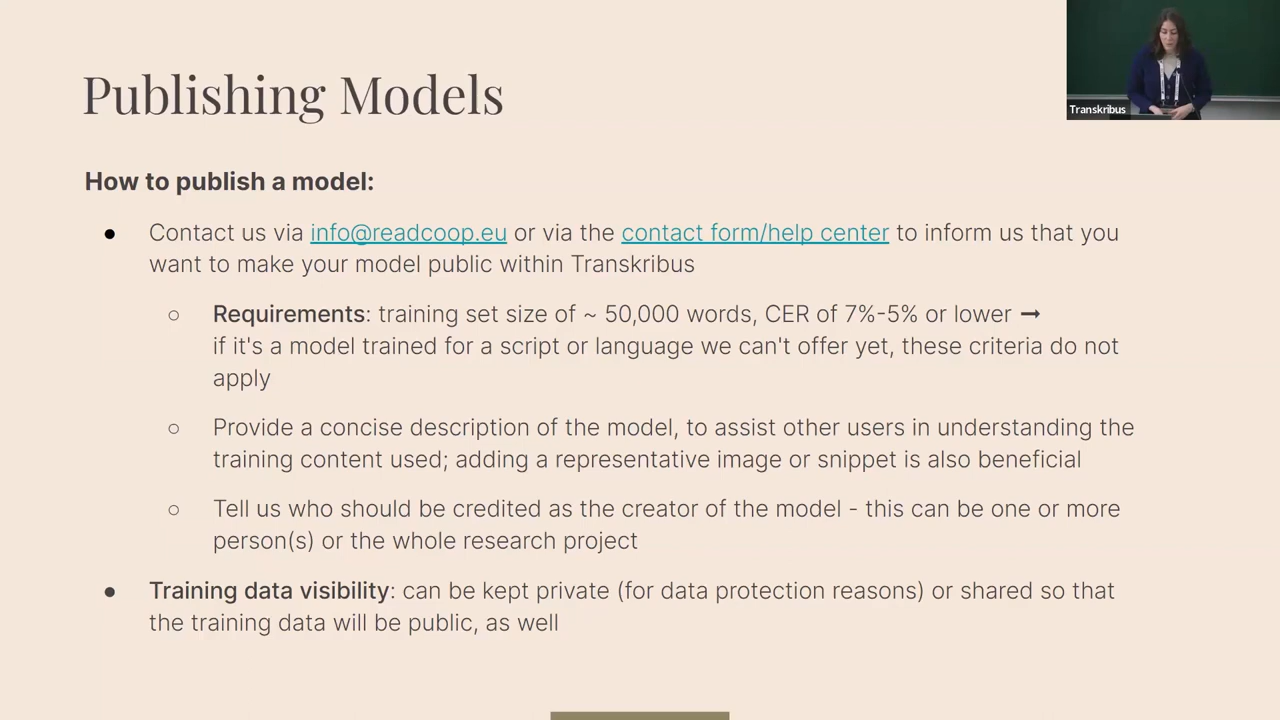 Publishing Models
Transkribus
How to publish a model:
● Contact us via info@readcoop.eu or via the contact form/help center to inform us that you
want to make your model public within Transkribus
○ Requirements: training set size of ~ 50,000 words, CER of 7%-5% or lower ➞
if it's a model trained for a script or language we can't offer yet, these criteria do not
apply
○ Provide a concise description of the model, to assist other users in understanding the
training content used; adding a representative image or snippet is also beneficial
○ Tell us who should be credited as the creator of the model - this can be one or more
person(s) or the whole research project
● Training data visibility: can be kept private (for data protection reasons) or shared so that
the training data will be public, as well